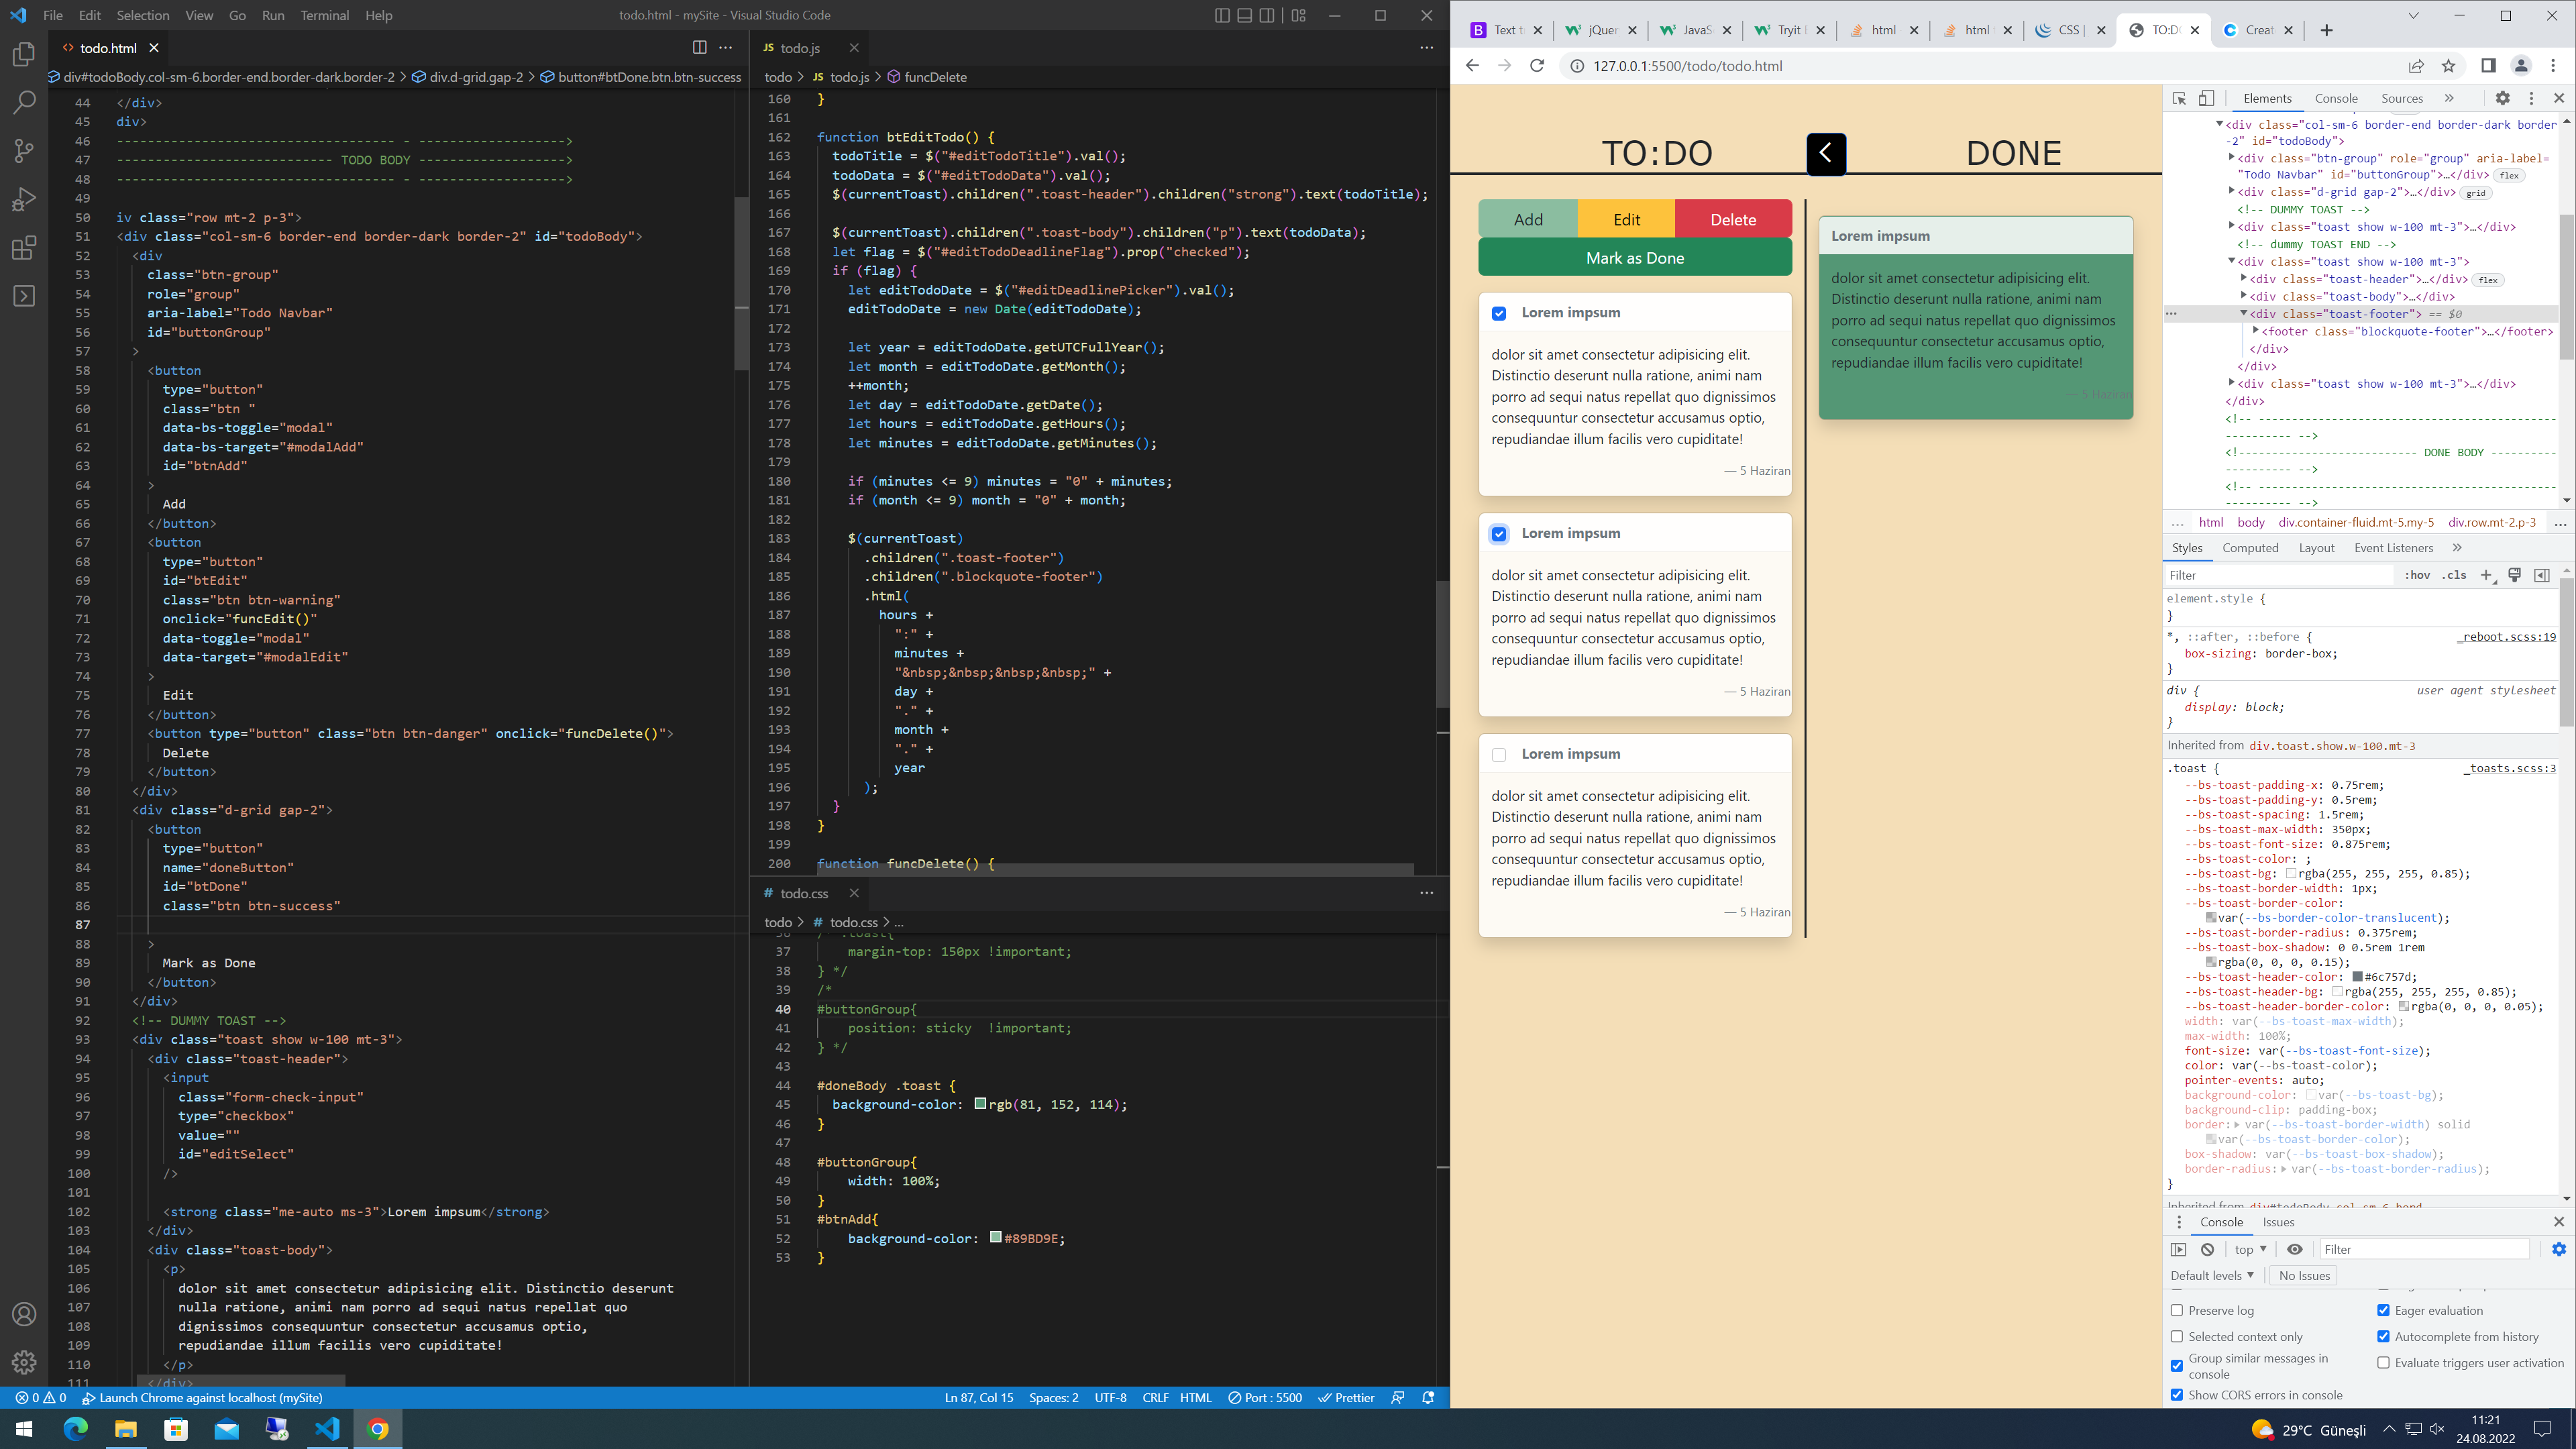 File Edit Selection View Go Run Terminal Help
todo.html - mySite - Visual Studio Code
todo.html
div#todoBody.col-sm-6.border-end.border-dark.border-2 > div.d-grid.gap-2 > button#btDone.btn.btn-success
44 </div>
45 div>
46 ------------------------------------ - ------------------->
47 ---------------------------- TODO BODY ------------------->
48 ------------------------------------ - ------------------->
49
50 iv class="row mt-2 p-3">
51 <div class="col-sm-6 border-end border-dark border-2" id="todoBody">
52 <div
53 class="btn-group"
54 role="group"
55 aria-label="Todo Navbar"
56 id="buttonGroup"
57 >
58 <button
59 type="button"
60 class="btn "
61 data-bs-toggle="modal"
62 data-bs-target="#modalAdd"
63 id="btnAdd"
64 >
65 Add
66 </button>
67 <button
68 type="button"
69 id="btEdit"
70 class="btn btn-warning"
71 onclick="funcEdit()"
72 data-toggle="modal"
73 data-target="#modalEdit"
74 >
75 Edit
76 </button>
77 <button type="button" class="btn btn-danger" onclick="funcDelete()">
78 Delete
79 </button>
80 </div>
81 <div class="d-grid gap-2">
82 <button
83 type="button"
84 name="doneButton"
85 id="btDone"
86 class="btn btn-success"
87
88 >
89 Mark as Done
90 </button>
91 </div>
92 <!-- DUMMY TOAST -->
93 <div class="toast show w-100 mt-3">
94 <div class="toast-header">
95 <input
96 class="form-check-input"
97 type="checkbox"
98 value=""
99 id="editSelect"
100 />
101
102 <strong class="me-auto ms-3">Lorem impsum</strong>
103 </div>
104 <div class="toast-body">
105 <p>
106 dolor sit amet consectetur adipisicing elit. Distinctio deserunt
107 nulla ratione, animi nam porro ad sequi natus repellat quo
108 dignissimos consequuntur consectetur accusamus optio,
109 repudiandae illum facilis vero cupiditate!
110 </p>
111 </div>
JS todo.js
todo > JS todo.js > funcDelete
160 }
161
162 function btEditTodo() {
163 todoTitle = $("#editTodoTitle").val();
164 todoData = $("#editTodoData").val();
165 $(currentToast).children(".toast-header").children("strong").text(todoTitle);
166
167 $(currentToast).children(".toast-body").children("p").text(todoData);
168 let flag = $("#editTodoDeadlineFlag").prop("checked");
169 if (flag) {
170 let editTodoDate = $("#editDeadlinePicker").val();
171 editTodoDate = new Date(editTodoDate);
172
173 let year = editTodoDate.getUTCFullYear();
174 let month = editTodoDate.getMonth();
175 ++month;
176 let day = editTodoDate.getDate();
177 let hours = editTodoDate.getHours();
178 let minutes = editTodoDate.getMinutes();
179
180 if (minutes <= 9) minutes = "0" + minutes;
181 if (month <= 9) month = "0" + month;
182
183 $(currentToast)
184 .children(".toast-footer")
185 .children(".blockquote-footer")
186 .html(
187 hours +
188 ":" +
189 minutes +
190 "&nbsp;&nbsp;&nbsp;&nbsp;" +
191 day +
192 "." +
193 month +
194 "." +
195 year
196 );
197 }
198 }
199
200 function funcDelete() {
# todo.css
todo > # todo.css > ...
36 /* .toast{
37 margin-top: 150px !important;
38 } */
39 /*
40 #buttonGroup{
41 position: sticky !important;
42 } */
43
44 #doneBody .toast {
45 background-color: rgb(81, 152, 114);
46 }
47
48 #buttonGroup{
49 width: 100%;
50 }
51 #btnAdd{
52 background-color: #89BD9E;
53 }
0 0 Launch Chrome against localhost (mySite)
Ln 87, Col 15 Spaces: 2 UTF-8 CRLF HTML Port : 5500 Prettier
Text t
jQuer
JavaS
Tryit
html
html
CSS |
TO:D
Creat
127.0.0.1:5500/todo/todo.html
TO:DO
DONE
Add Edit Delete
Mark as Done
Lorem impsum
dolor sit amet consectetur adipisicing elit.
Distinctio deserunt nulla ratione, animi nam
porro ad sequi natus repellat quo dignissimos
consequuntur consectetur accusamus optio,
repudiandae illum facilis vero cupiditate!
— 5 Haziran
Lorem impsum
dolor sit amet consectetur adipisicing elit.
Distinctio deserunt nulla ratione, animi nam
porro ad sequi natus repellat quo dignissimos
consequuntur consectetur accusamus optio,
repudiandae illum facilis vero cupiditate!
— 5 Haziran
Lorem impsum
dolor sit amet consectetur adipisicing elit.
Distinctio deserunt nulla ratione, animi nam
porro ad sequi natus repellat quo dignissimos
consequuntur consectetur accusamus optio,
repudiandae illum facilis vero cupiditate!
— 5 Haziran
Lorem impsum
dolor sit amet consectetur adipisicing elit.
Distinctio deserunt nulla ratione, animi nam
porro ad sequi natus repellat quo dignissimos
consequuntur consectetur accusamus optio,
repudiandae illum facilis vero cupiditate!
— 5 Haziran
Elements Console Sources
<div class="col-sm-6 border-end border-dark border
-2" id="todoBody">
<div class="btn-group" role="group" aria-label=
"Todo Navbar" id="buttonGroup">…</div> flex
<div class="d-grid gap-2">…</div> grid
<!-- DUMMY TOAST -->
<div class="toast show w-100 mt-3">…</div>
<!-- dummy TOAST END -->
<div class="toast show w-100 mt-3">
<div class="toast-header">…</div> flex
<div class="toast-body">…</div>
<div class="toast-footer"> == $0
<footer class="blockquote-footer">…</footer>
</div>
</div>
<div class="toast show w-100 mt-3">…</div>
</div>
<!-- ---------------------------------------------
---------- -->
<!--------------------------- DONE BODY ----------
---------- -->
<!-- ---------------------------------------------
---------- -->
... html body div.container-fluid.mt-5.my-5 div.row.mt-2.p-3 ...
Styles Computed Layout Event Listeners
Filter :hov .cls
element.style {
}
*, ::after, ::before { _reboot.scss:19
box-sizing: border-box;
}
div { user agent stylesheet
display: block;
}
Inherited from div.toast.show.w-100.mt-3
.toast { _toasts.scss:3
--bs-toast-padding-x: 0.75rem;
--bs-toast-padding-y: 0.5rem;
--bs-toast-spacing: 1.5rem;
--bs-toast-max-width: 350px;
--bs-toast-font-size: 0.875rem;
--bs-toast-color: ;
--bs-toast-bg: rgba(255, 255, 255, 0.85);
--bs-toast-border-width: 1px;
--bs-toast-border-color:
var(--bs-border-color-translucent);
--bs-toast-border-radius: 0.375rem;
--bs-toast-box-shadow: 0 0.5rem 1rem
rgba(0, 0, 0, 0.15);
--bs-toast-header-color: #6c757d;
--bs-toast-header-bg: rgba(255, 255, 255, 0.85);
--bs-toast-header-border-color: rgba(0, 0, 0, 0.05);
width: var(--bs-toast-max-width);
max-width: 100%;
font-size: var(--bs-toast-font-size);
color: var(--bs-toast-color);
pointer-events: auto;
background-color: var(--bs-toast-bg);
background-clip: padding-box;
border: var(--bs-toast-border-width) solid
var(--bs-toast-border-color);
box-shadow: var(--bs-toast-box-shadow);
border-radius: var(--bs-toast-border-radius);
}
Inherited from div#todoBody.col-sm-6.bord
Console Issues
top Filter
Default levels No Issues
Preserve log
Eager evaluation
Selected context only
Autocomplete from history
Group similar messages in
console
Evaluate triggers user activation
Show CORS errors in console
29°C Güneşli
11:21
24.08.2022